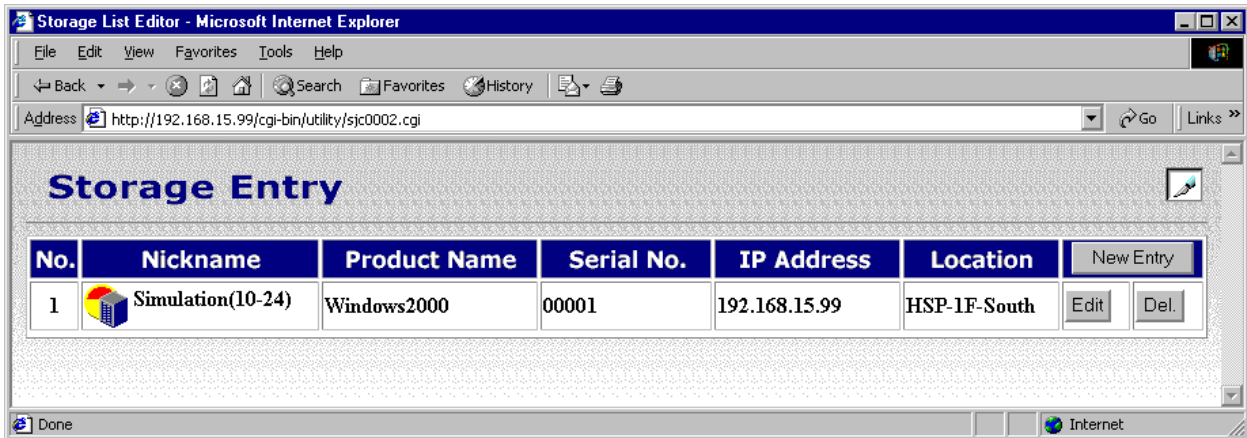 Storage List Editor - Microsoft Internet Explorer
File Edit View Favorites Tools Help
Back Search Favorites History
Address http://192.168.15.99/cgi-bin/utility/sjc0002.cgi Go Links »
Storage Entry
No. Nickname Product Name Serial No. IP Address Location New Entry
1 Simulation(10-24) Windows2000 00001 192.168.15.99 HSP-1F-South Edit Del.
Done Internet